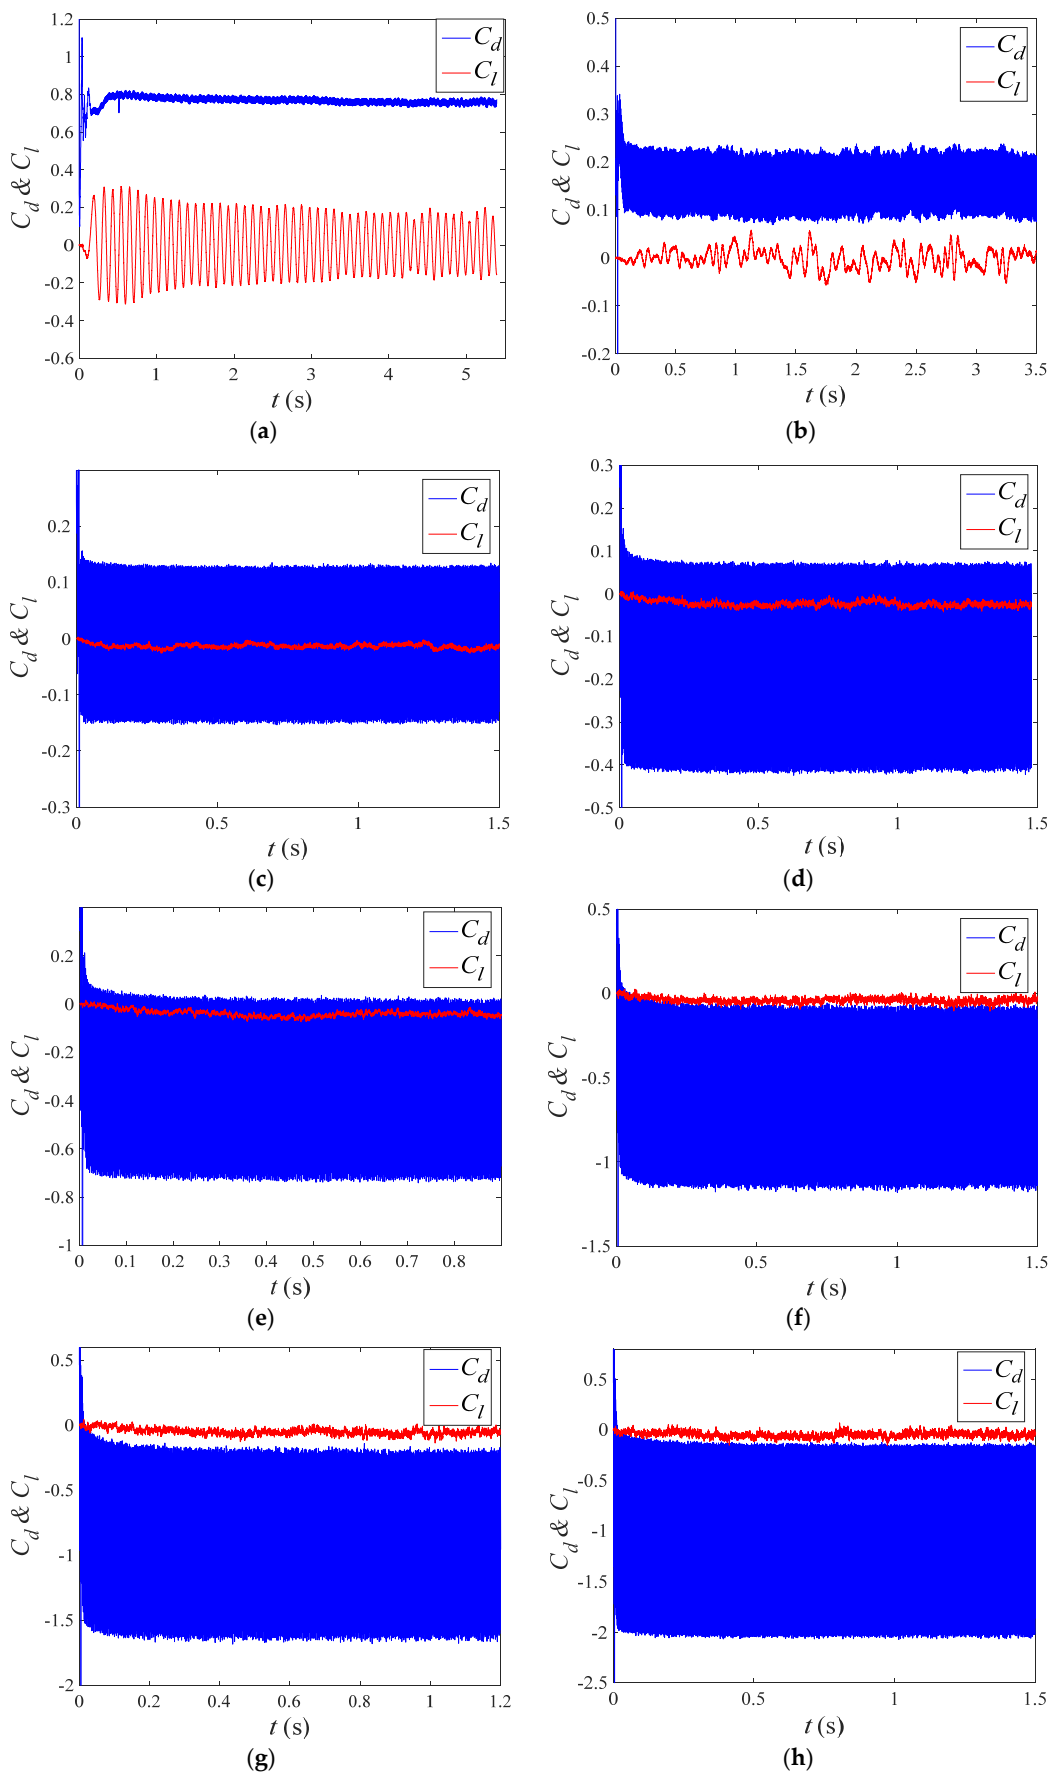 1.2
1
0.8
0.6
0.4
0.2
0
-0.2
-0.4
-0.6
C_d & C_l
C_d
C_l
0 1 2 3 4 5
t (s)
(a)
0.5
0.4
0.3
0.2
0.1
0
-0.1
-0.2
C_d & C_l
C_d
C_l
0 0.5 1 1.5 2 2.5 3 3.5
t (s)
(b)
0.2
0.1
0
-0.1
-0.2
-0.3
C_d & C_l
C_d
C_l
0 0.5 1 1.5
t (s)
(c)
0.3
0.2
0.1
0
-0.1
-0.2
-0.3
-0.4
-0.5
C_d & C_l
C_d
C_l
0 0.5 1 1.5
t (s)
(d)
0.2
0
-0.2
-0.4
-0.6
-0.8
-1
C_d & C_l
C_d
C_l
0 0.1 0.2 0.3 0.4 0.5 0.6 0.7 0.8
t (s)
(e)
0.5
0
-0.5
-1
-1.5
C_d & C_l
C_d
C_l
0 0.5 1 1.5
t (s)
(f)
0.5
0
-0.5
-1
-1.5
-2
C_d & C_l
C_d
C_l
0 0.2 0.4 0.6 0.8 1 1.2
t (s)
(g)
0.5
0
-0.5
-1
-1.5
-2
-2.5
C_d & C_l
C_d
C_l
0 0.5 1 1.5
t (s)
(h)